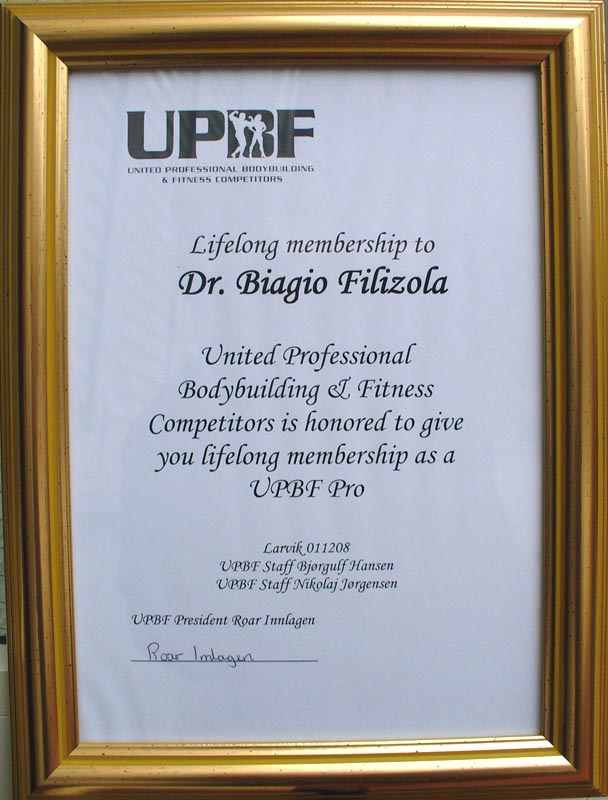 UPBF
UNITED PROFESSIONAL BODYBUILDING
& FITNESS COMPETITORS
Lifelong membership to
Dr. Biagio Filizola
United Professional
Bodybuilding & Fitness
Competitors is honored to give
you lifelong membership as a
UPBF Pro
Larvik 011208
UPBF Staff Bjørgulf Hansen
UPBF Staff Nikolaj Jørgensen
UPBF President Roar Innlagen
Roar Innlagen